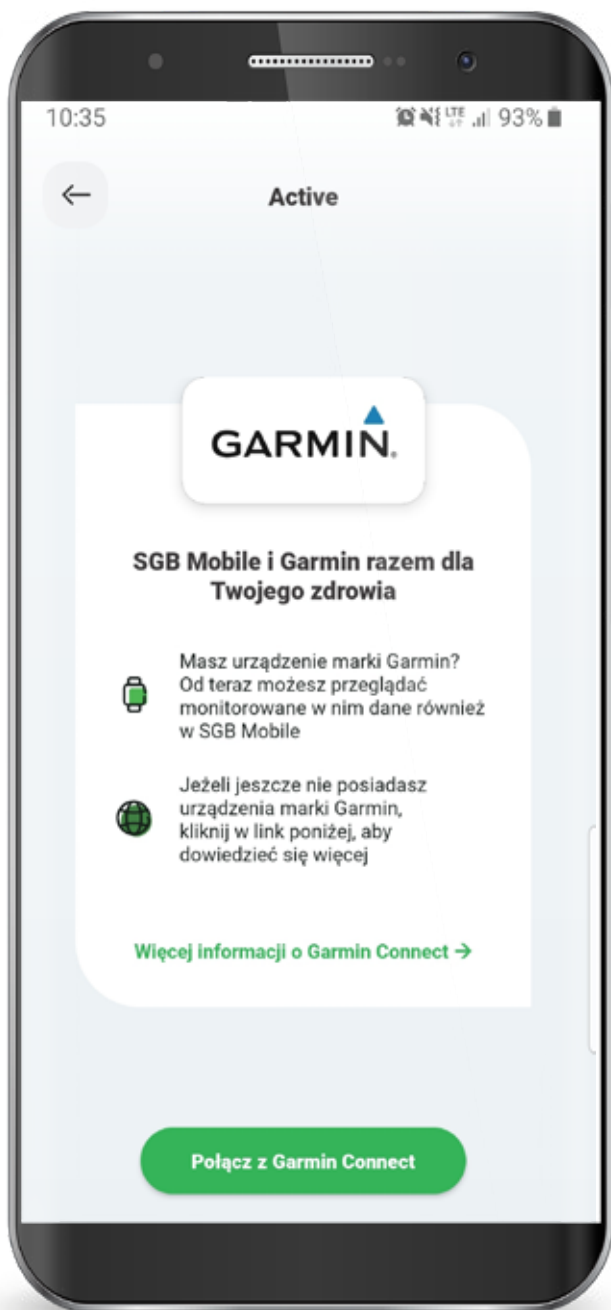 10:35
LTE
93%
Active
GARMIN®
SGB Mobile i Garmin razem dla
Twojego zdrowia
Masz urządzenie marki Garmin?
Od teraz możesz przeglądać
monitorowane w nim dane również
w SGB Mobile
Jeżeli jeszcze nie posiadasz
urządzenia marki Garmin,
kliknij w link poniżej, aby
dowiedzieć się więcej
Więcej informacji o Garmin Connect →
Połącz z Garmin Connect